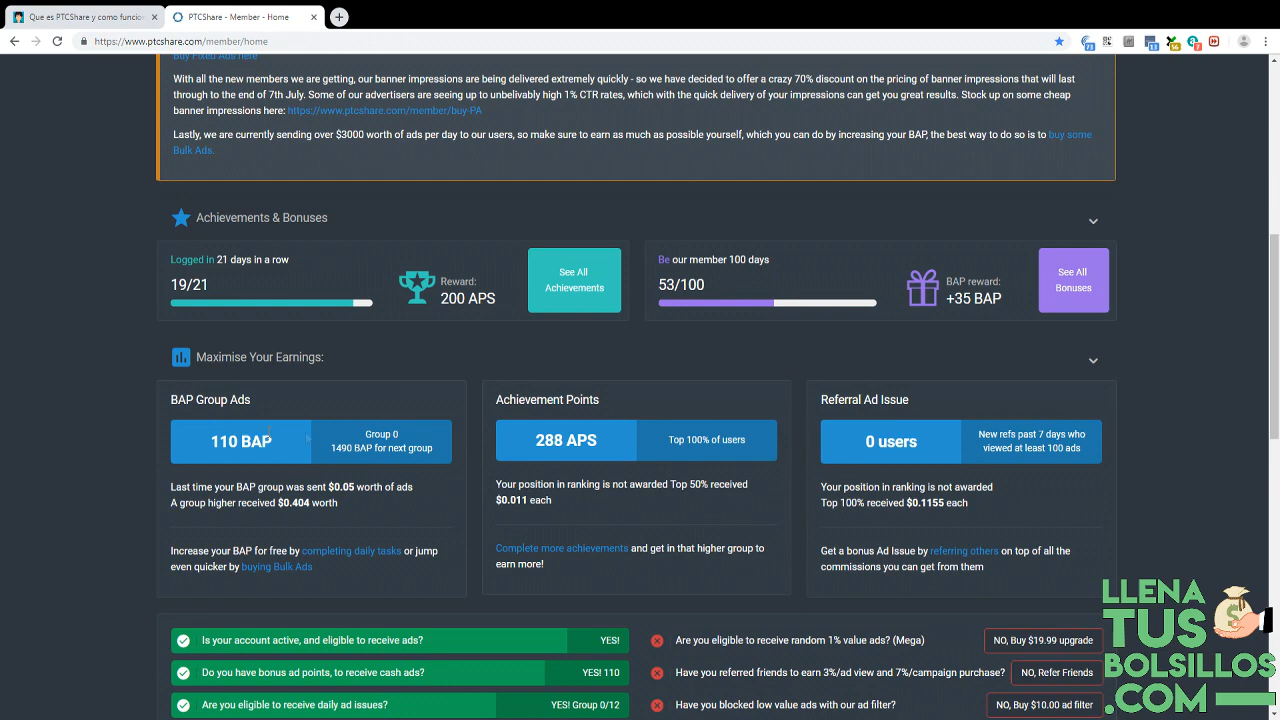 Que es PTCShare y como funcion
PTCShare - Member - Home
https://www.ptcshare.com/member/home
Buy Fixed Ads here
With all the new members we are getting, our banner impressions are being delivered extremely quickly - so we have decided to offer a crazy 70% discount on the pricing of banner impressions that will last
through to the end of 7th July. Some of our advertisers are seeing up to unbelivably high 1% CTR rates, which with the quick delivery of your impressions can get you great results. Stock up on some cheap
banner impressions here: https://www.ptcshare.com/member/buy-PA
Lastly, we are currently sending over $3000 worth of ads per day to our users, so make sure to earn as much as possible yourself, which you can do by increasing your BAP, the best way to do so is to buy some
Bulk Ads.
Achievements & Bonuses
Logged in 21 days in a row
19/21
Reward:
200 APS
See All
Achievements
Be our member 100 days
53/100
BAP reward:
+35 BAP
See All
Bonuses
Maximise Your Earnings:
BAP Group Ads
110 BAP
Group 0
1490 BAP for next group
Last time your BAP group was sent $0.05 worth of ads
A group higher received $0.404 worth
Increase your BAP for free by completing daily tasks or jump
even quicker by buying Bulk Ads
Achievement Points
288 APS
Top 100% of users
Your position in ranking is not awarded Top 50% received
$0.011 each
Complete more achievements and get in that higher group to
earn more!
Referral Ad Issue
0 users
New refs past 7 days who
viewed at least 100 ads
Your position in ranking is not awarded
Top 100% received $0.1155 each
Get a bonus Ad Issue by referring others on top of all the
commissions you can get from them
Is your account active, and eligible to receive ads? YES!
Do you have bonus ad points, to receive cash ads? YES! 110
Are you eligible to receive daily ad issues? YES! Group 0/12
Are you eligible to receive random 1% value ads? (Mega) NO, Buy $19.99 upgrade
Have you referred friends to earn 3%/ad view and 7%/campaign purchase? NO, Refer Friends
Have you blocked low value ads with our ad filter? NO, Buy $10.00 ad filter
LLENA
TUS
BOLSILLOS
.COM